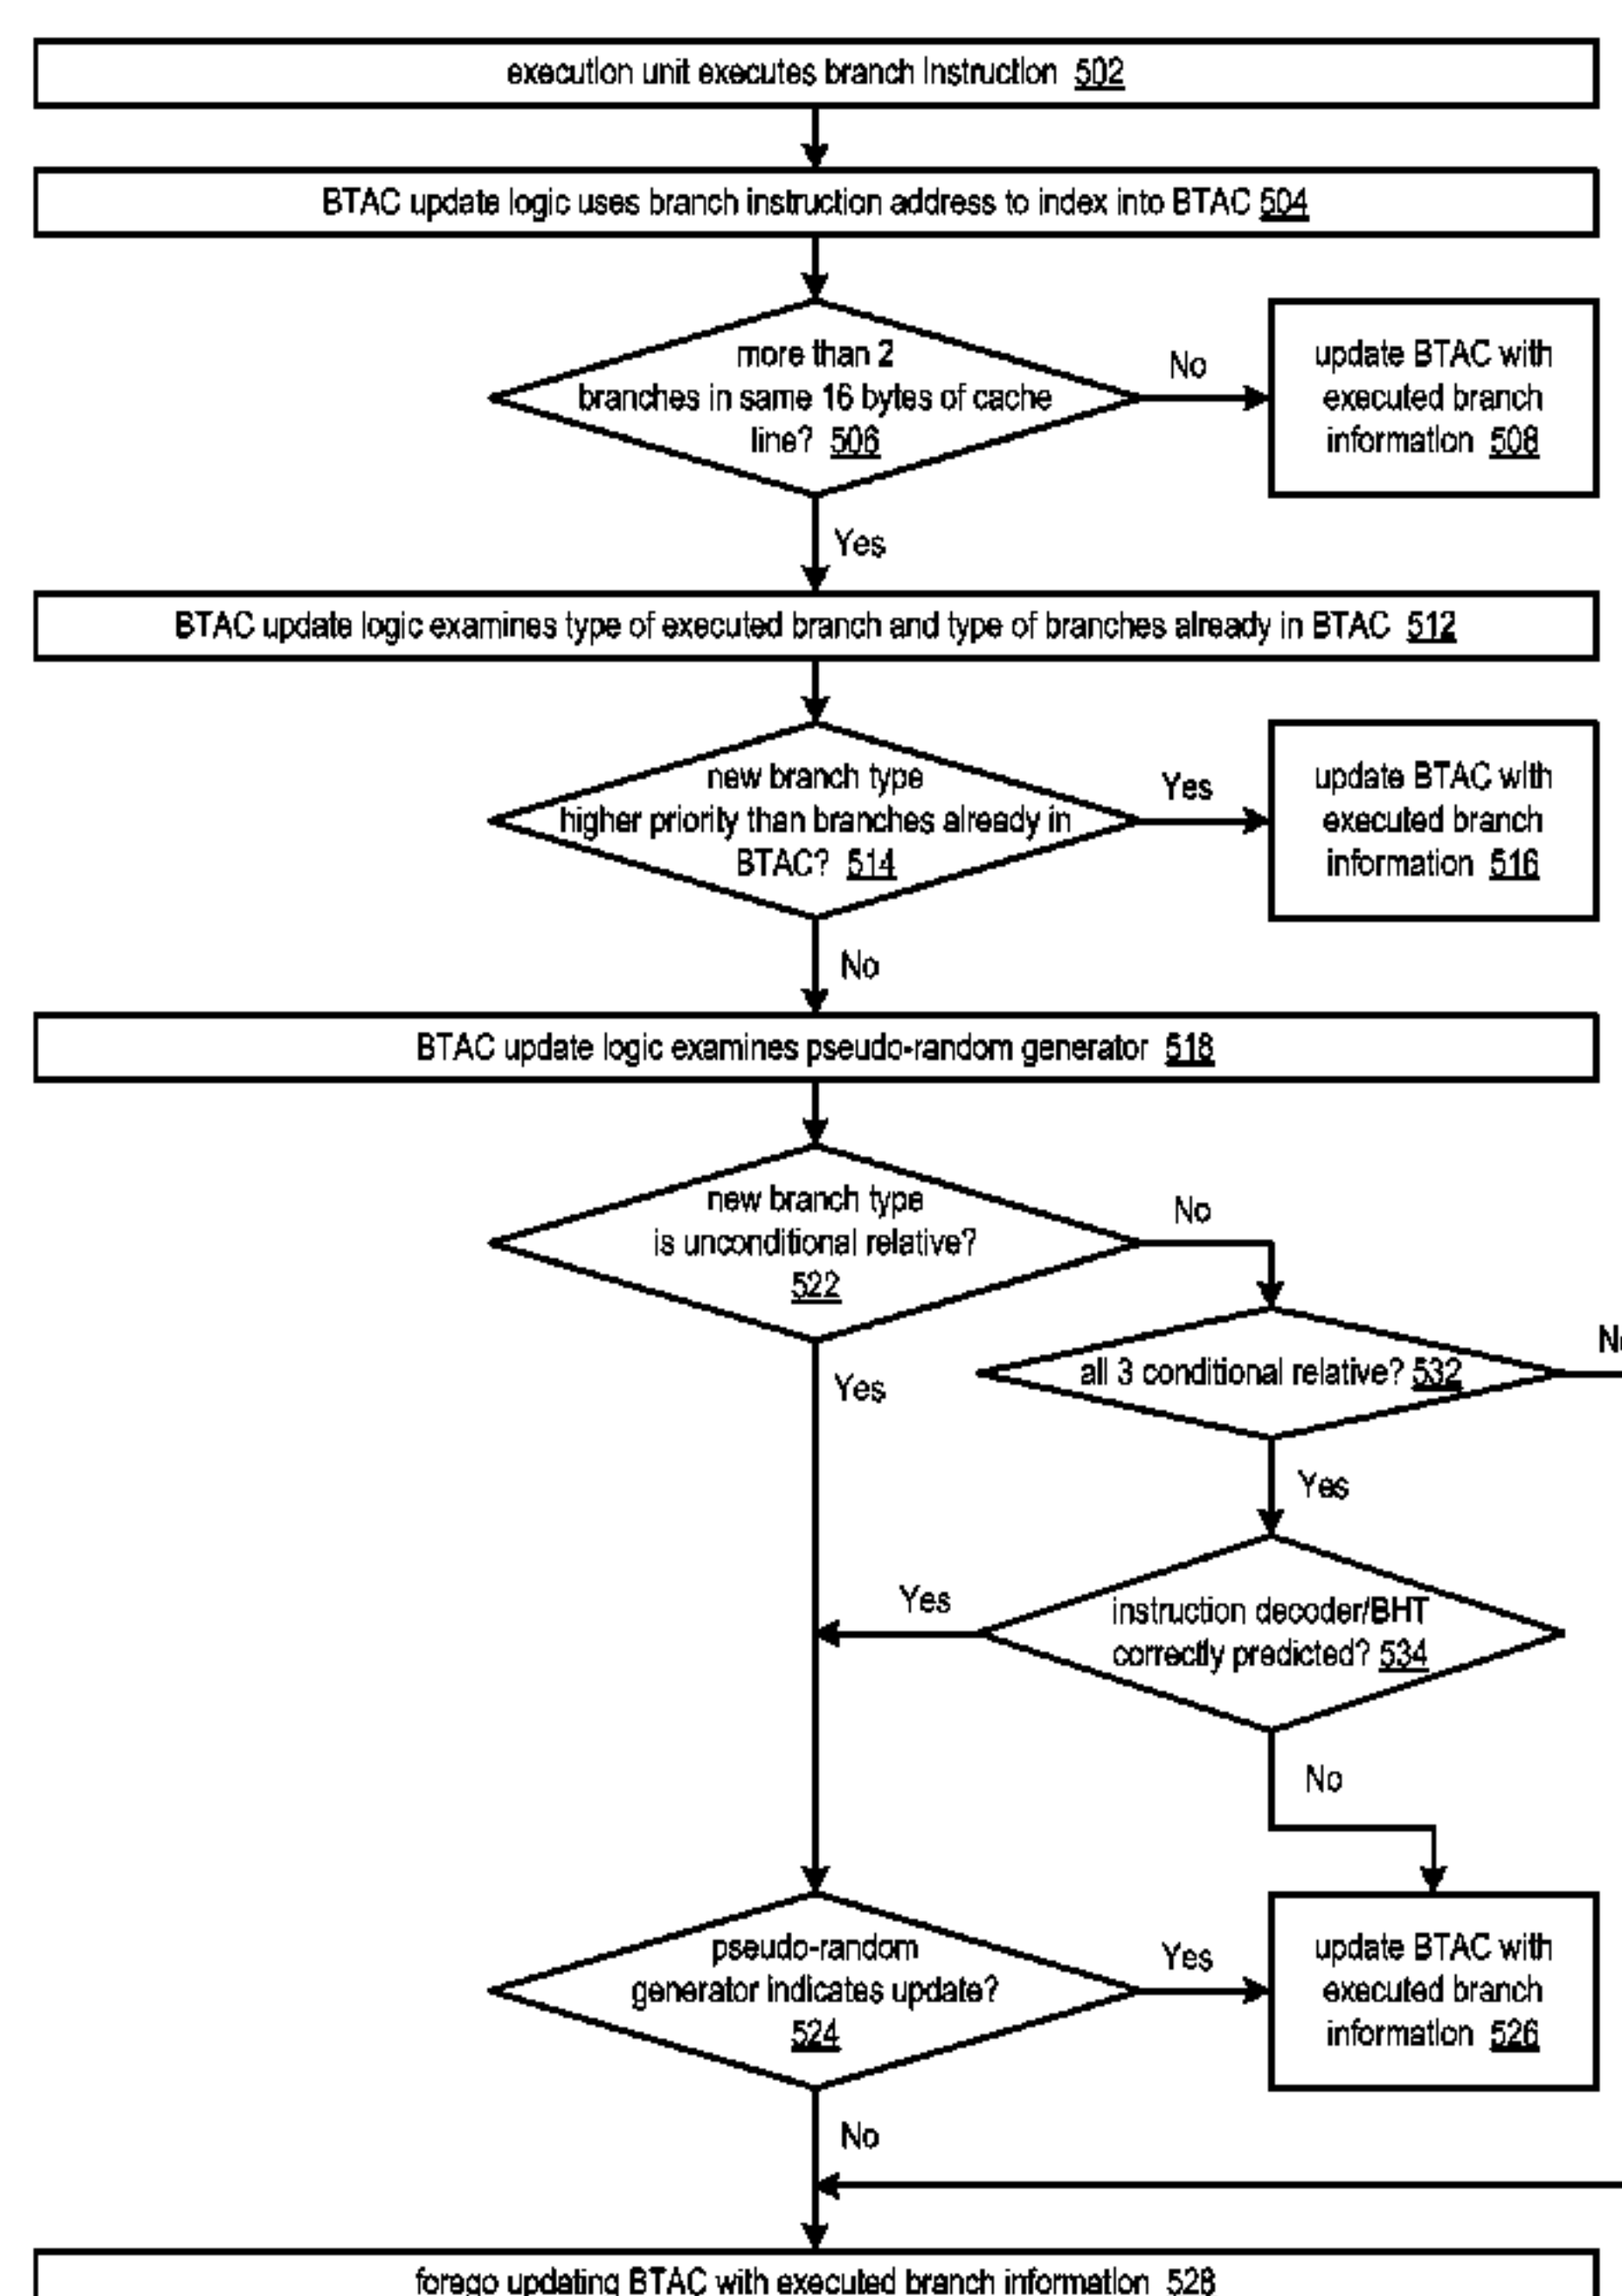 execution unit executes branch instruction 502
BTAC update logic uses branch instruction address to index into BTAC 504
more than 2
branches in same 16 bytes of cache
line? 506
No
update BTAC with
executed branch
information 508
Yes
BTAC update logic examines type of executed branch and type of branches already in BTAC 512
new branch type
higher priority than branches already in
BTAC? 514
Yes
update BTAC with
executed branch
information 516
No
BTAC update logic examines pseudo-random generator 518
new branch type
is unconditional relative?
522
No
Yes
all 3 conditional relative? 532
Yes
instruction decoder/BHT
correctly predicted? 534
Yes
No
pseudo-random
generator indicates update?
524
Yes
update BTAC with
executed branch
information 526
No
forego updating BTAC with executed branch information 528